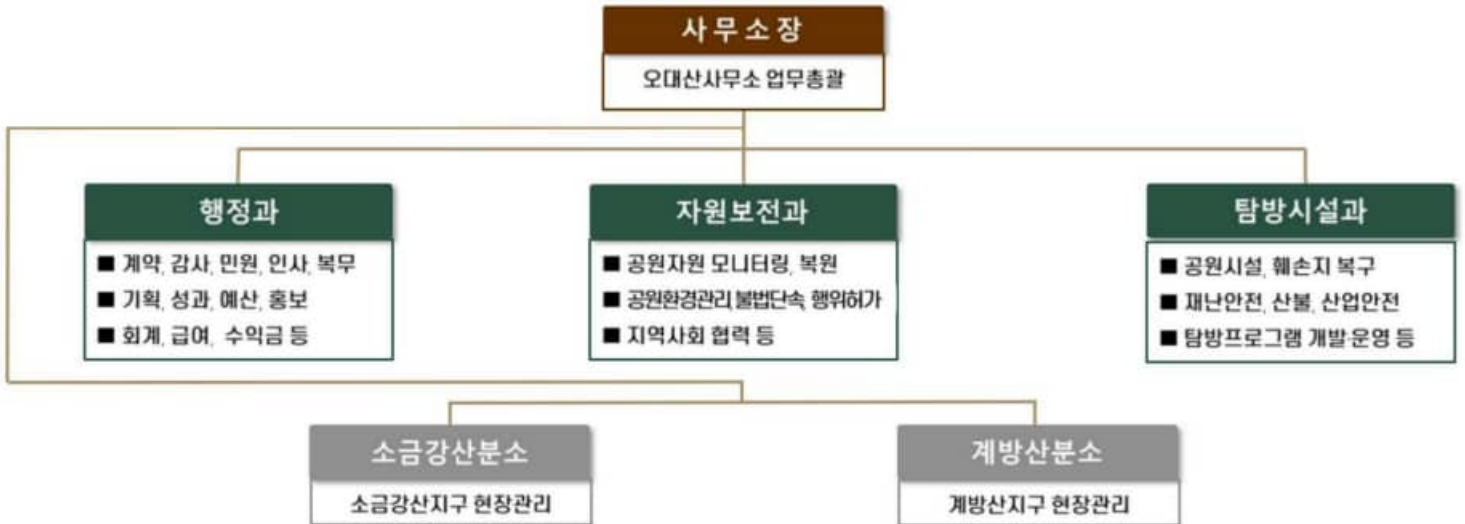 사무소장
오대산사무소 업무총괄
행정과
■ 계약, 감사, 민원, 인사, 복무
■ 기획, 성과, 예산, 홍보
■ 회계, 급여, 수익금 등
자원보전과
■ 공원자원 모니터링, 복원
■ 공원환경관리, 불법단속, 행위허가
■ 지역사회 협력 등
탐방시설과
■ 공원시설, 훼손지 복구
■ 재난안전, 산불, 산업안전
■ 탐방프로그램 개발·운영 등
소금강산분소
소금강산지구 현장관리
계방산분소
계방산지구 현장관리